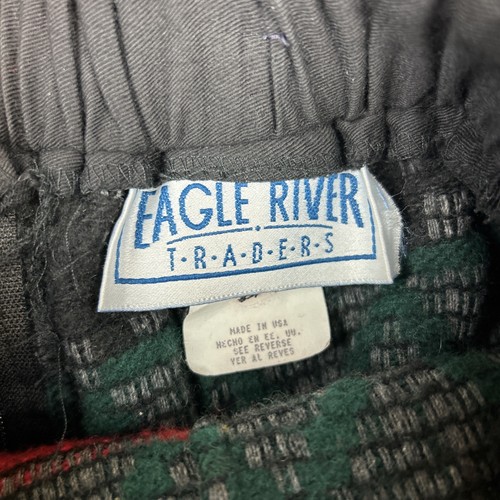 EAGLE RIVER
T·R·A·D·E·R·S
MADE IN USA
HECHO EN EE. UU.
SEE REVERSE
VER AL REVES